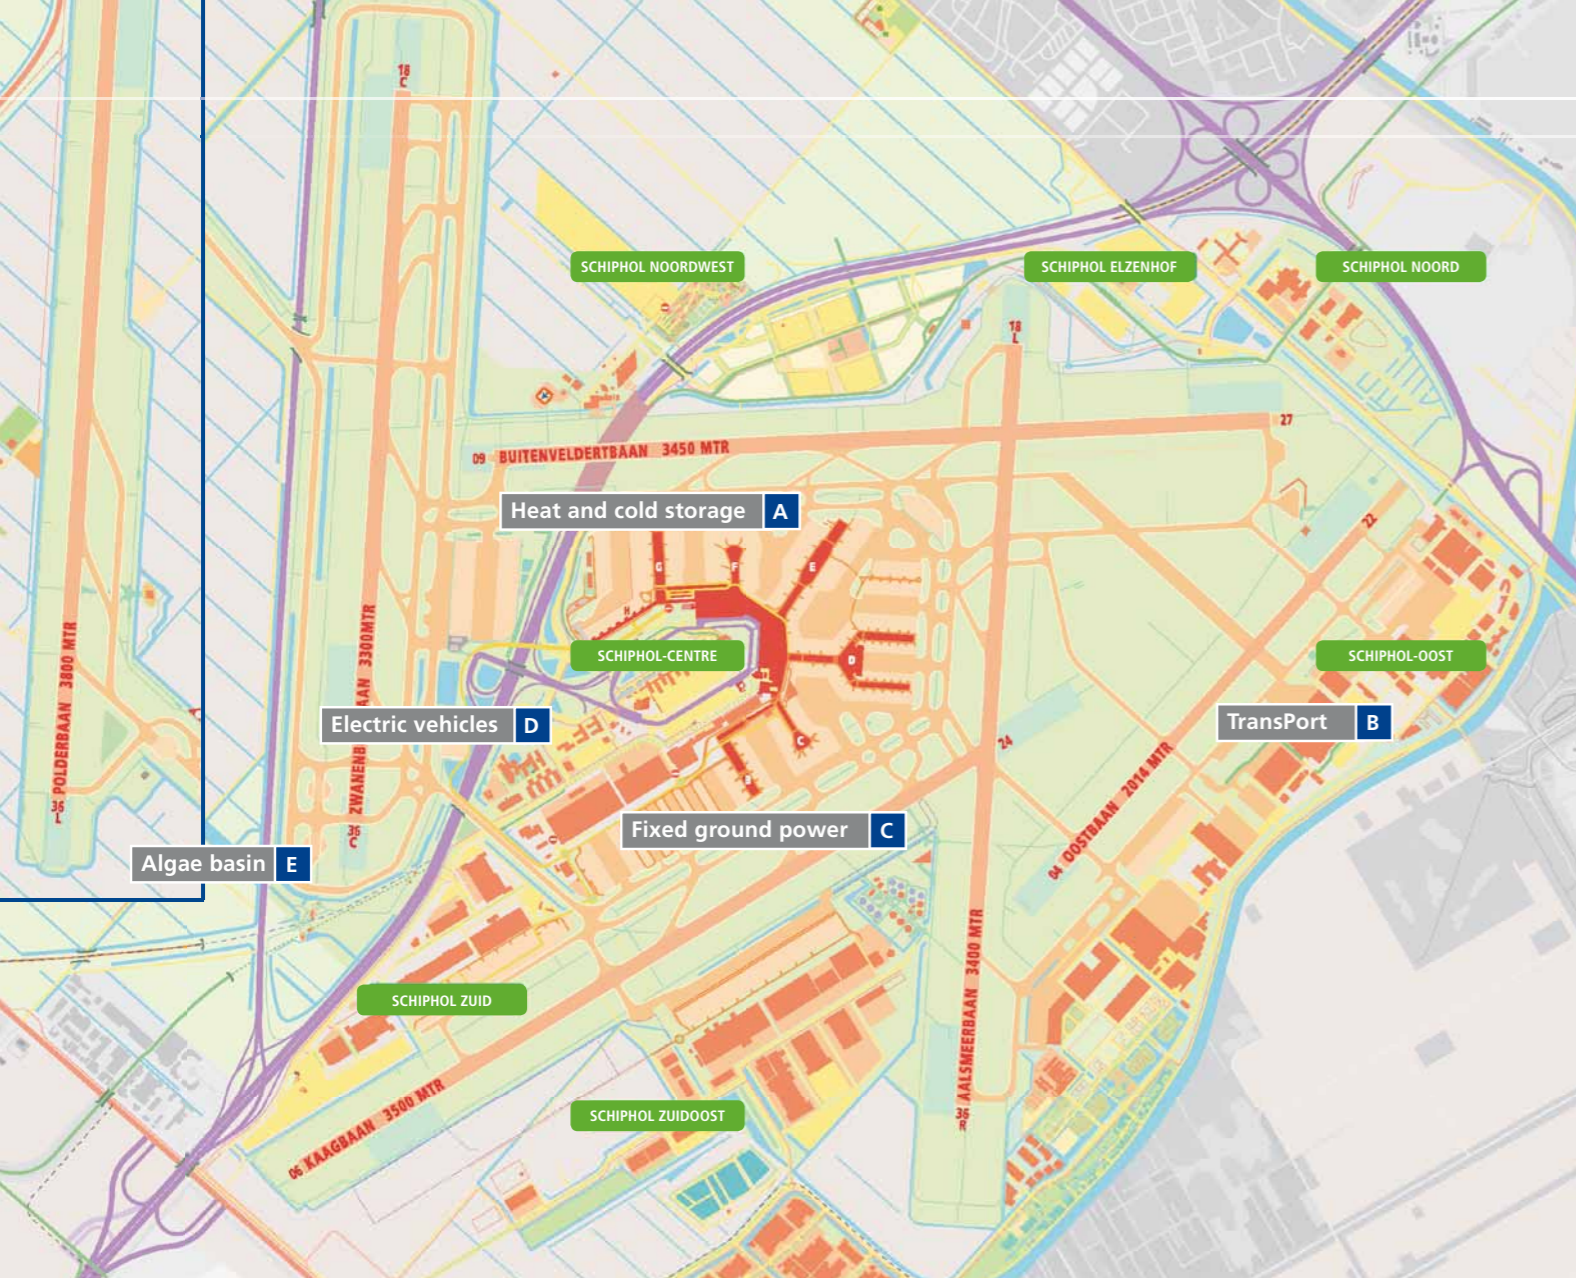 18
C
SCHIPHOL NOORDWEST
SCHIPHOL ELZENHOF
SCHIPHOL NOORD
18
L
27
09 BUITENVELDERTBAAN 3450 MTR
Heat and cold storage A
22
G
F
E
H
SCHIPHOL-CENTRE
D
SCHIPHOL-OOST
POLDERBAAN 3800 MTR
36
L
Electric vehicles D
TransPort B
C
24
B
36
C
Fixed ground power C
04 OOSTBAAN 2014 MTR
Algae basin E
SCHIPHOL ZUID
AALSMEERBAAN 3400 MTR
36
R
06 KAAGBAAN 3500 MTR
SCHIPHOL ZUIDOOST
ZWANENB
AAN 3300MTR